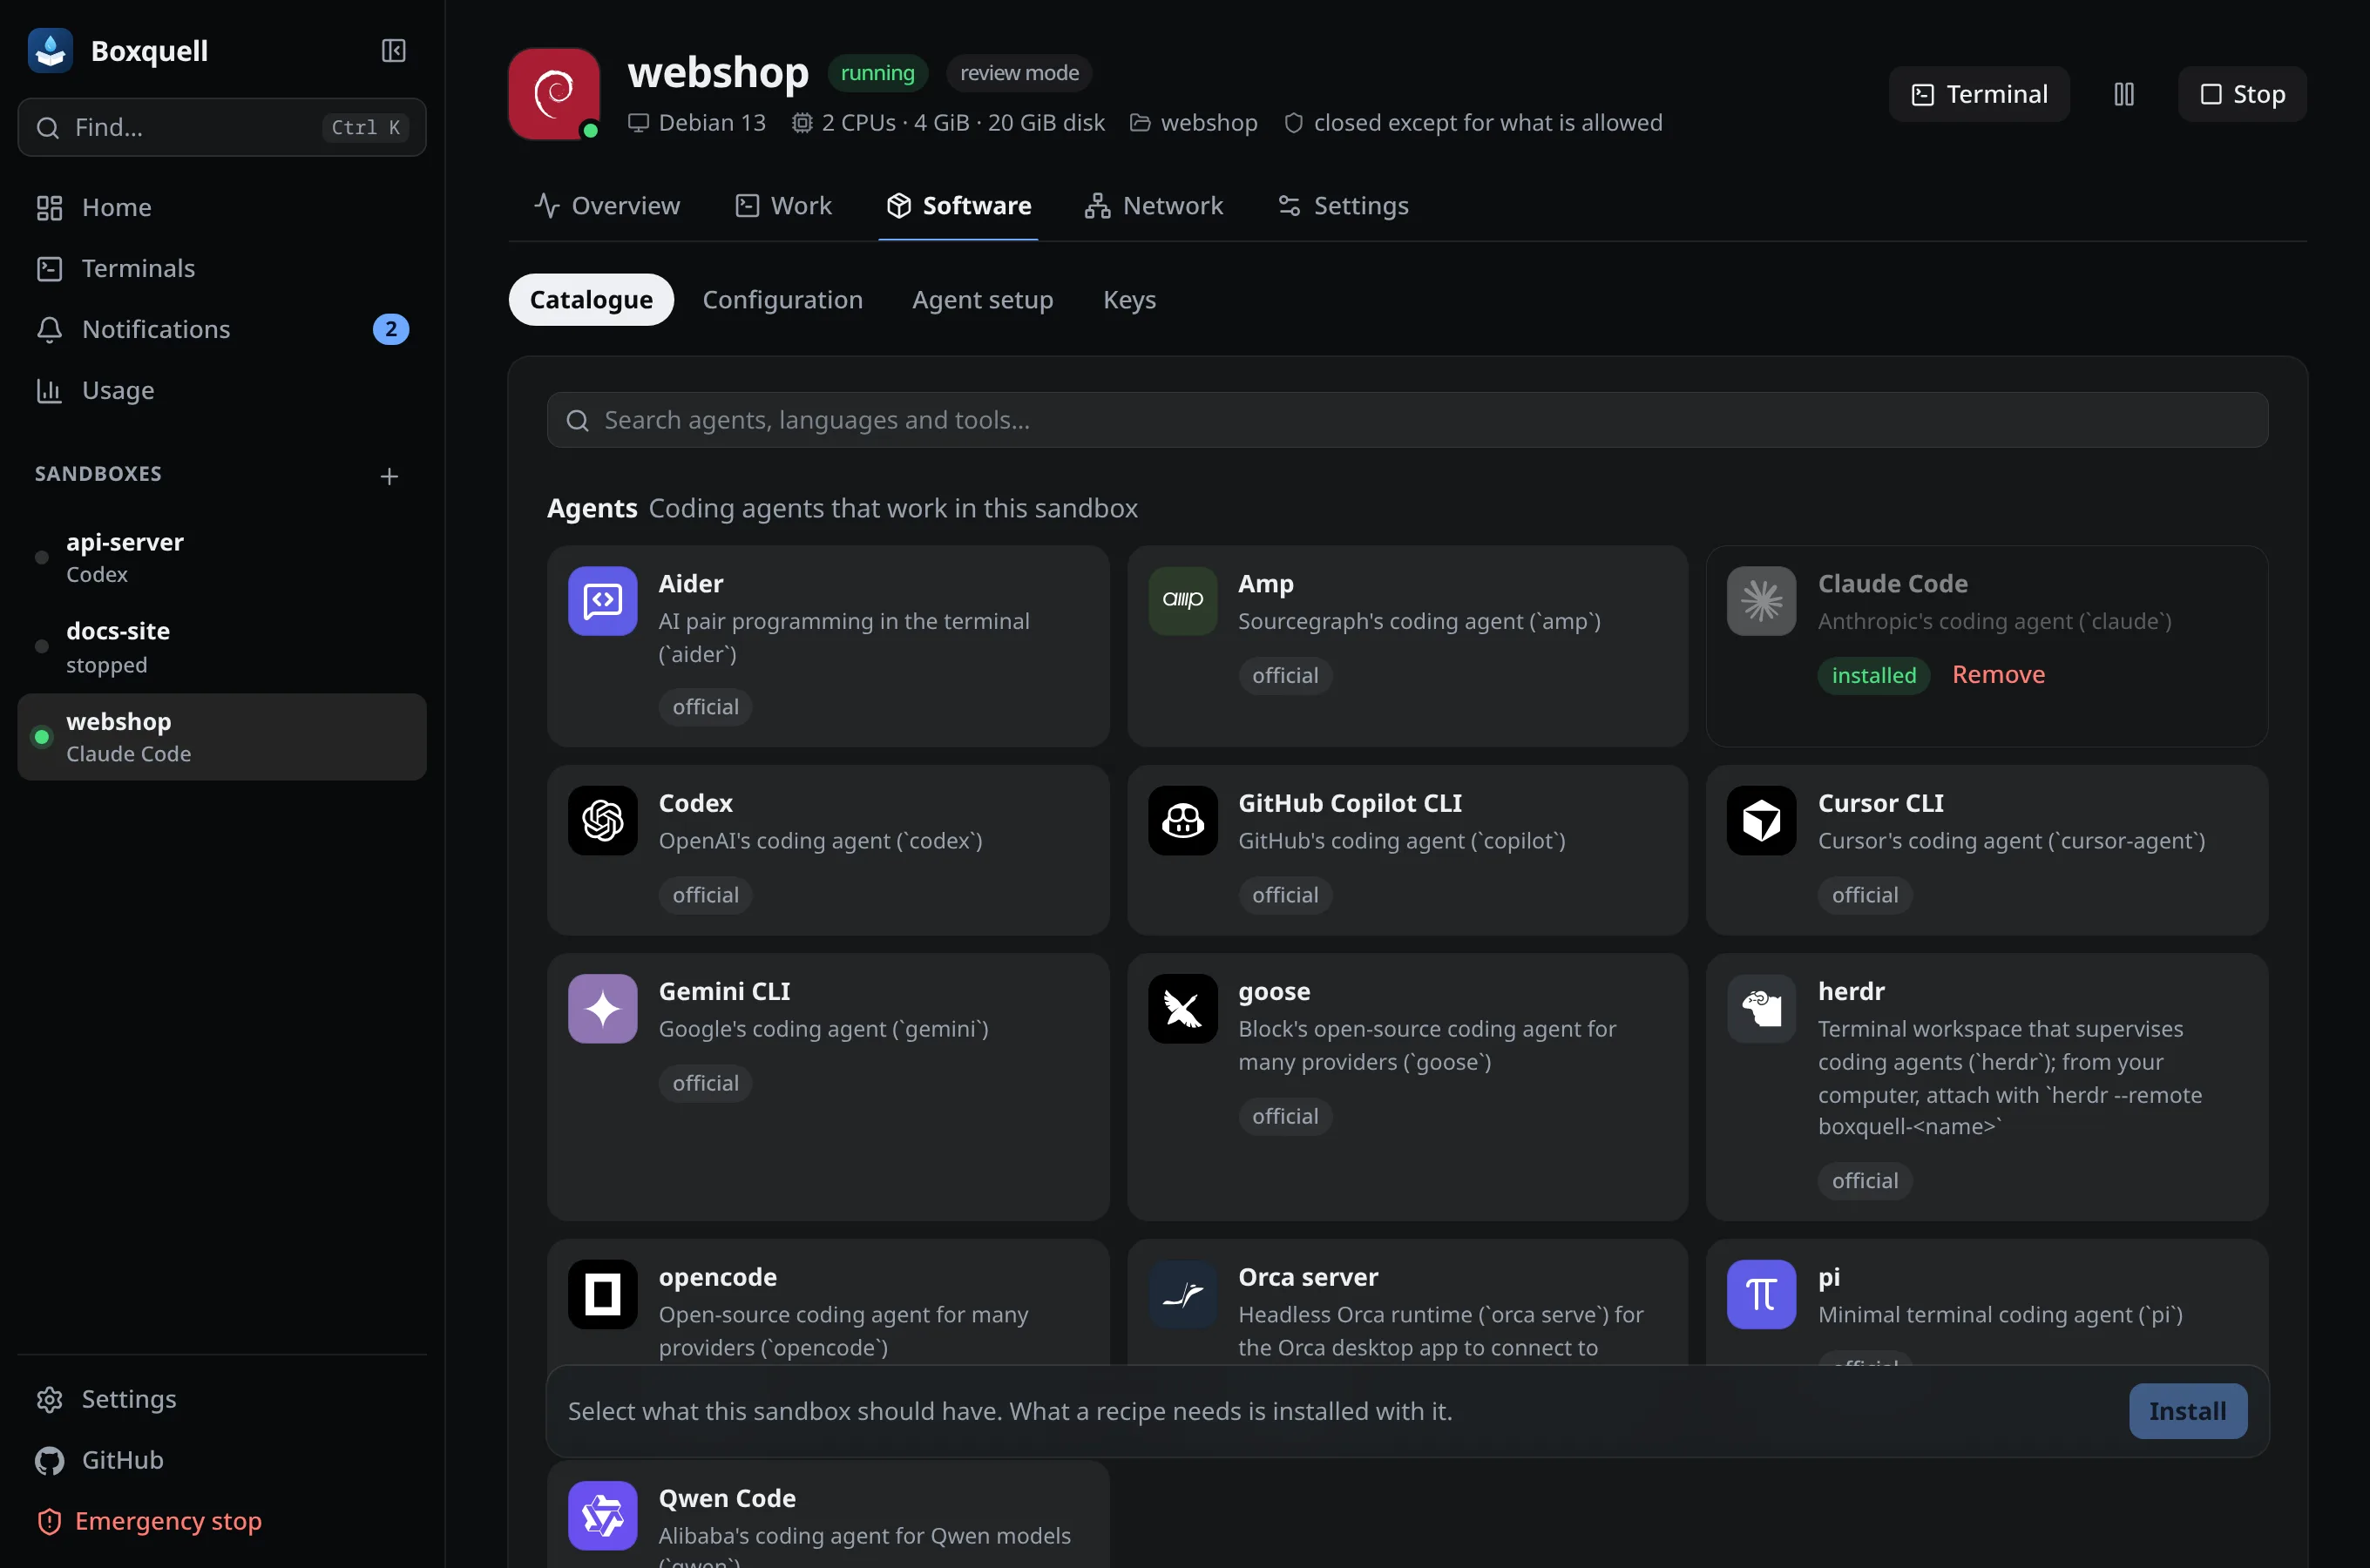 Boxquell
Find...
Ctrl K
Home
Terminals
Notifications
2
Usage
SANDBOXES
api-server
Codex
docs-site
stopped
webshop
Claude Code
Settings
GitHub
Emergency stop
webshop
running
review mode
Debian 13
2 CPUs · 4 GiB · 20 GiB disk
webshop
closed except for what is allowed
Terminal
Stop
Overview
Work
Software
Network
Settings
Catalogue
Configuration
Agent setup
Keys
Search agents, languages and tools...
Agents Coding agents that work in this sandbox
Aider
AI pair programming in the terminal
(`aider`)
official
amp
Amp
Sourcegraph's coding agent (`amp`)
official
Claude Code
Anthropic's coding agent (`claude`)
installed
Remove
Codex
OpenAI's coding agent (`codex`)
official
GitHub Copilot CLI
GitHub's coding agent (`copilot`)
official
Cursor CLI
Cursor's coding agent (`cursor-agent`)
official
Gemini CLI
Google's coding agent (`gemini`)
official
goose
Block's open-source coding agent for
many providers (`goose`)
official
herdr
Terminal workspace that supervises
coding agents (`herdr`); from your
computer, attach with `herdr --remote
boxquell-<name>`
official
opencode
Open-source coding agent for many
providers (`opencode`)
Orca server
Headless Orca runtime (`orca serve`) for
the Orca desktop app to connect to
π
pi
Minimal terminal coding agent (`pi`)
official
Select what this sandbox should have. What a recipe needs is installed with it.
Install
Qwen Code
Alibaba's coding agent for Qwen models
(`qwen`)